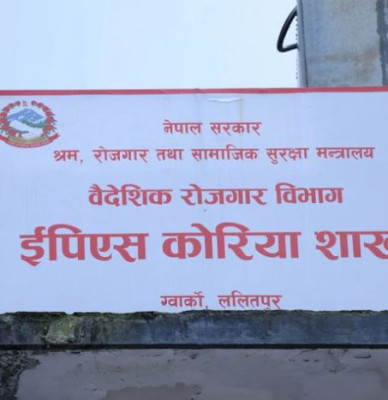 नेपाल सरकार
श्रम, रोजगार तथा सामाजिक सुरक्षा मन्त्रालय
वैदेशिक रोजगार विभाग
ईपिएस कोरिया
ग्वार्को, ललितपुर